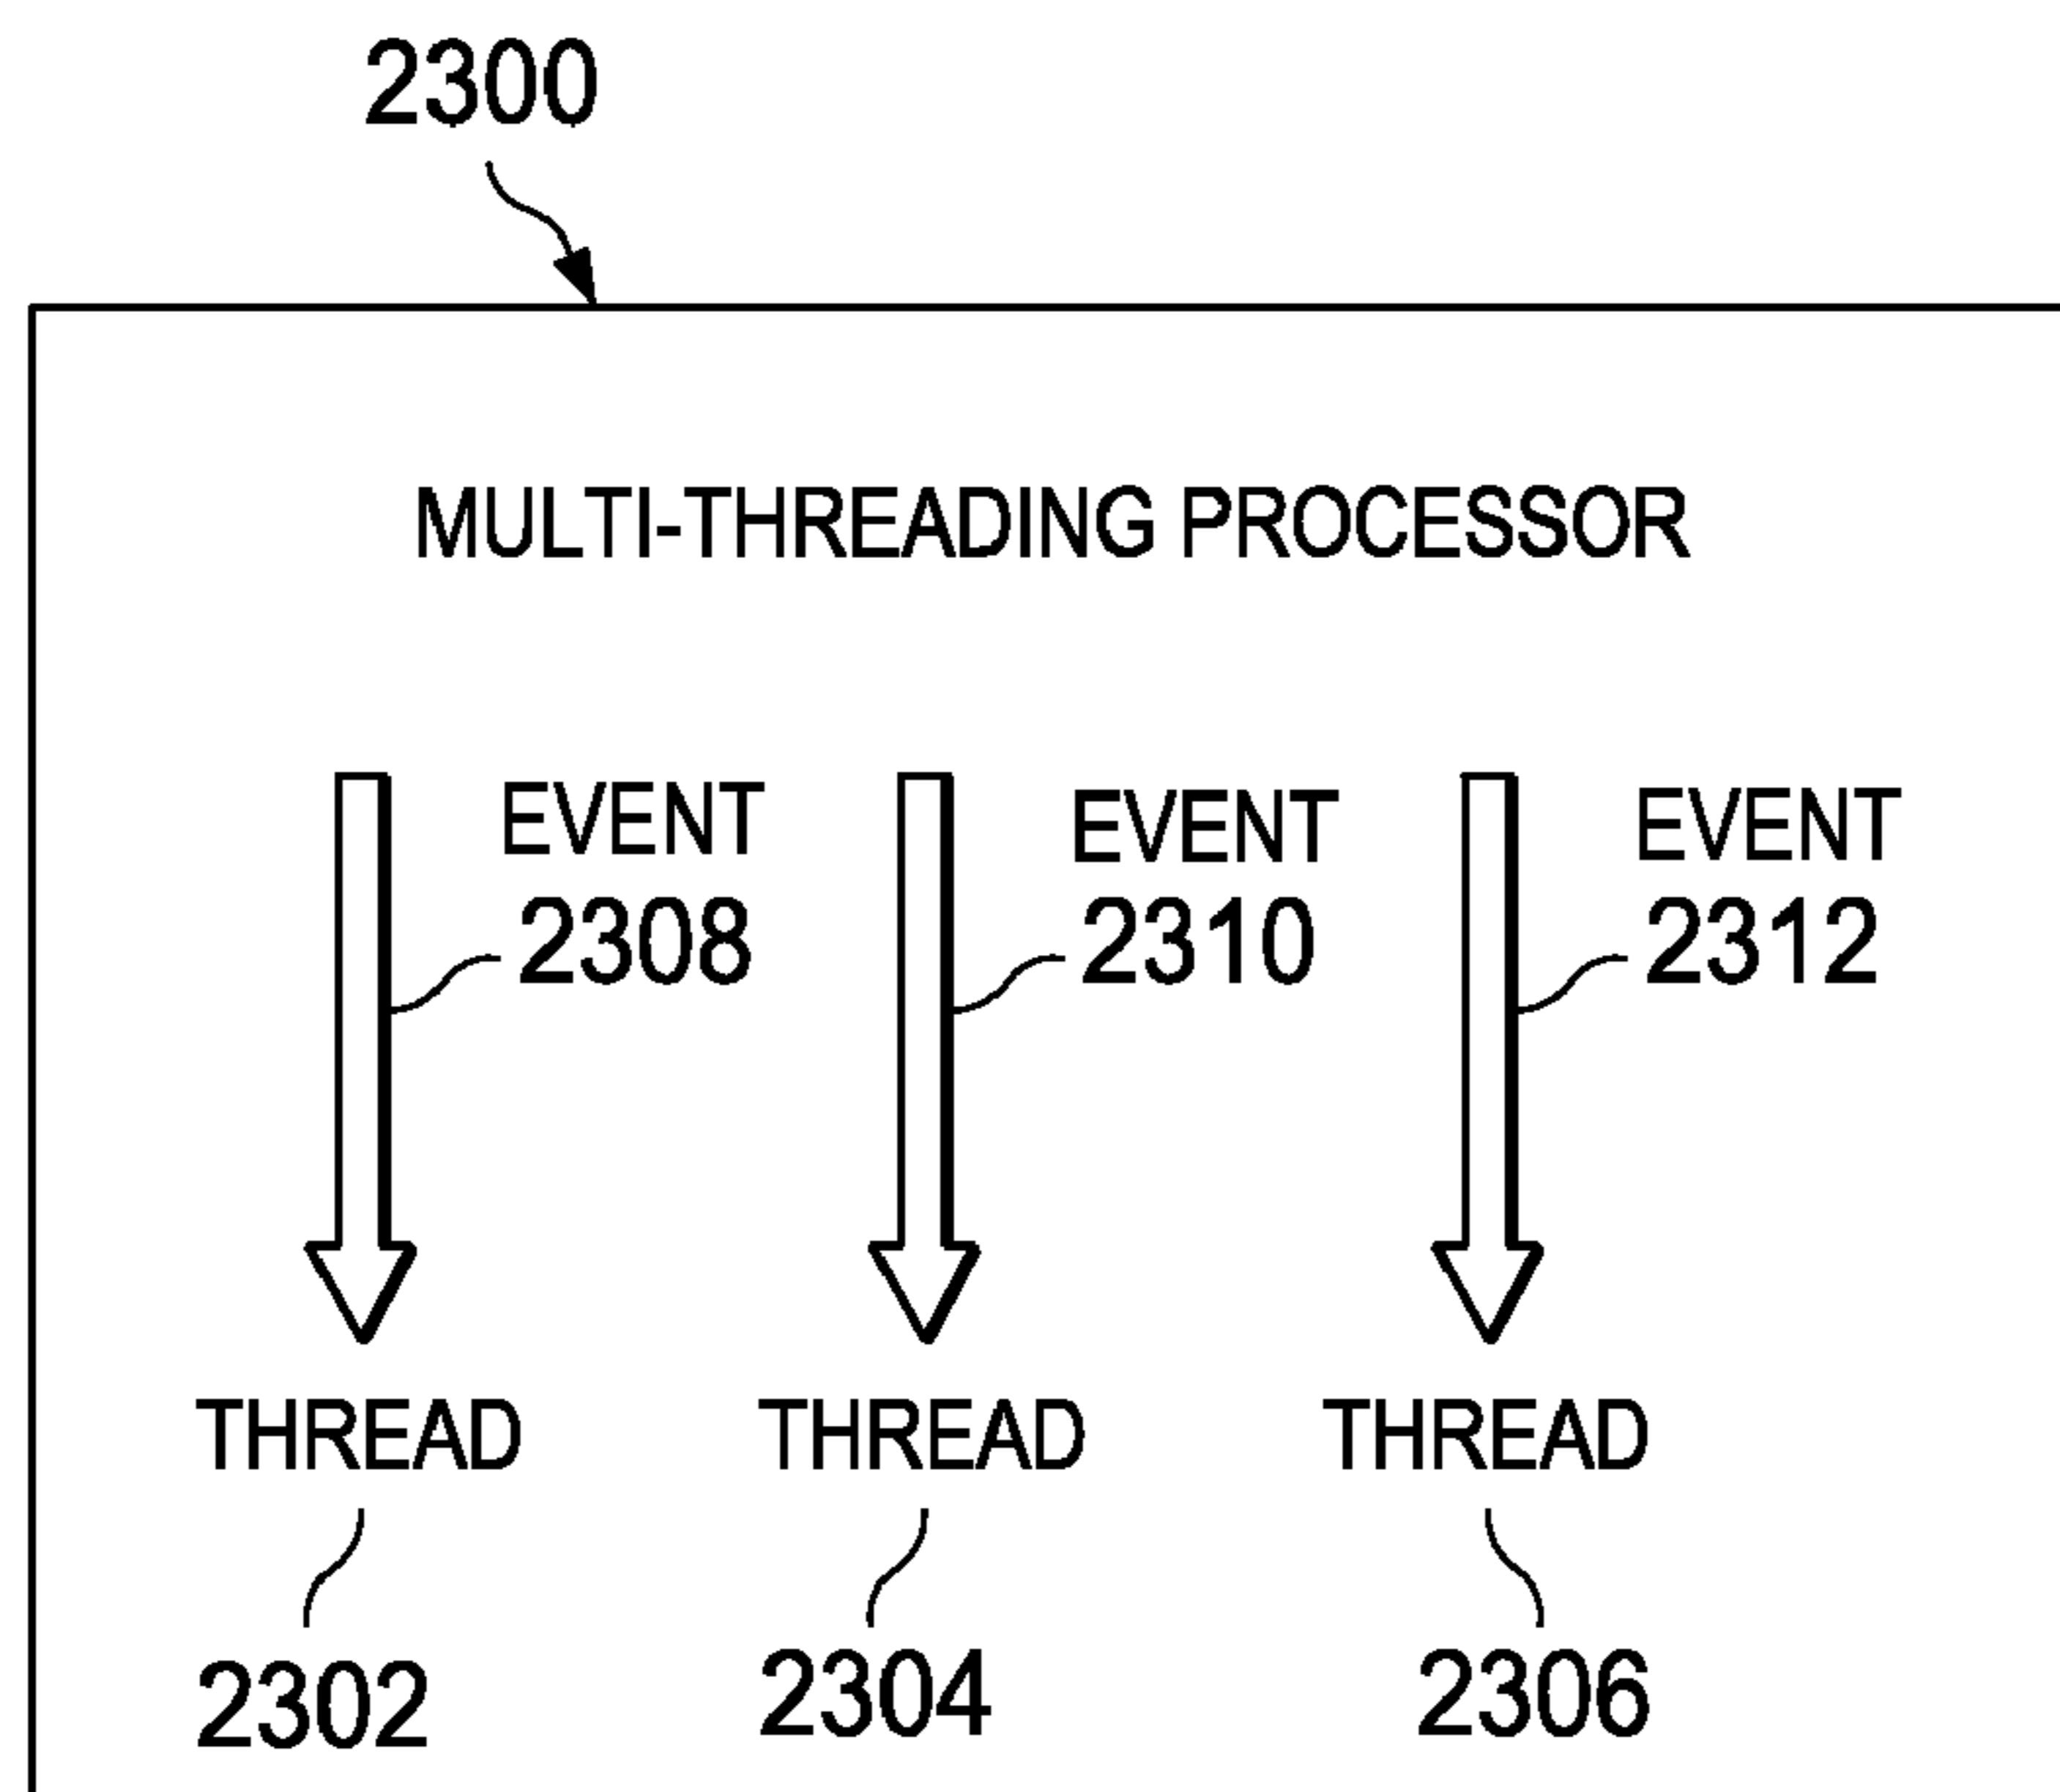 2300
MULTI-THREADING PROCESSOR
EVENT EVENT EVENT
2308 2310 2312
THREAD THREAD THREAD
2302 2304 2306